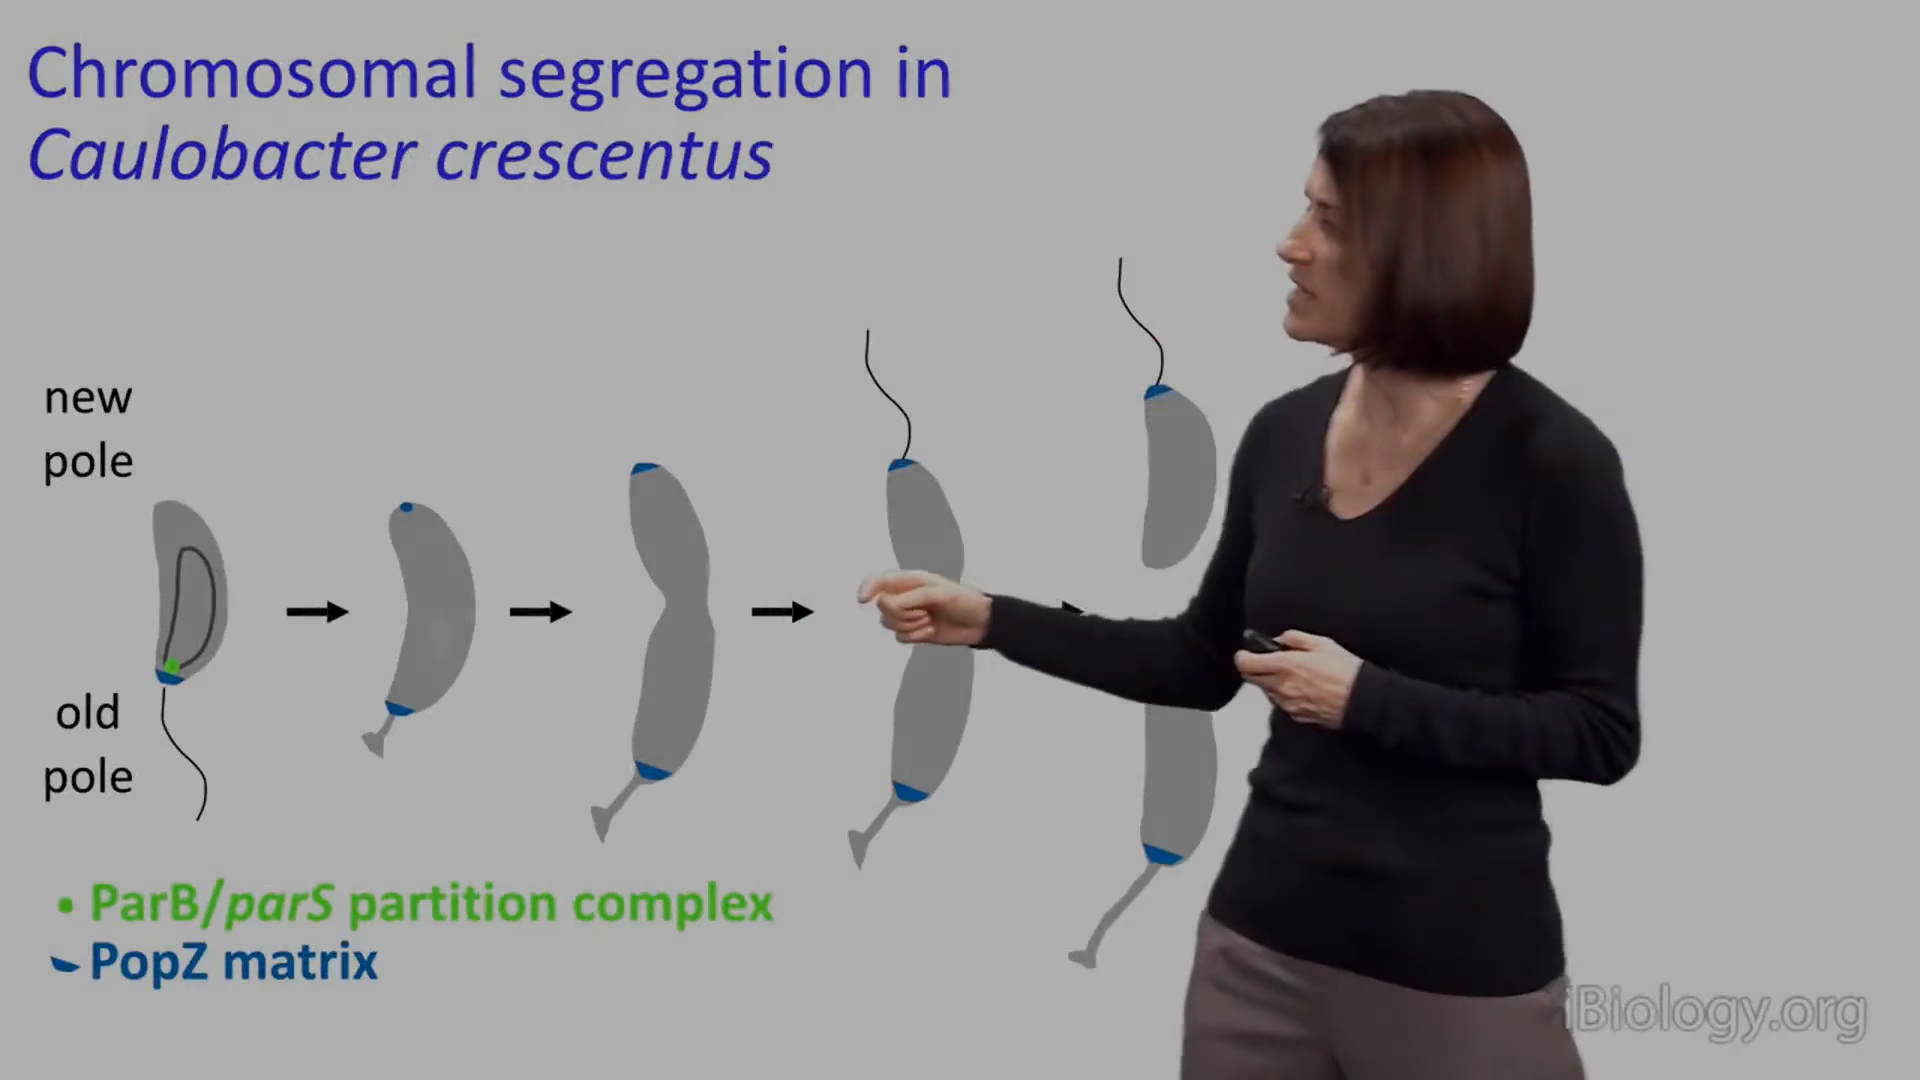 Chromosomal segregation in
Caulobacter crescentus
new
pole
old
pole
• ParB/parS partition complex
PopZ matrix
iBiology.org